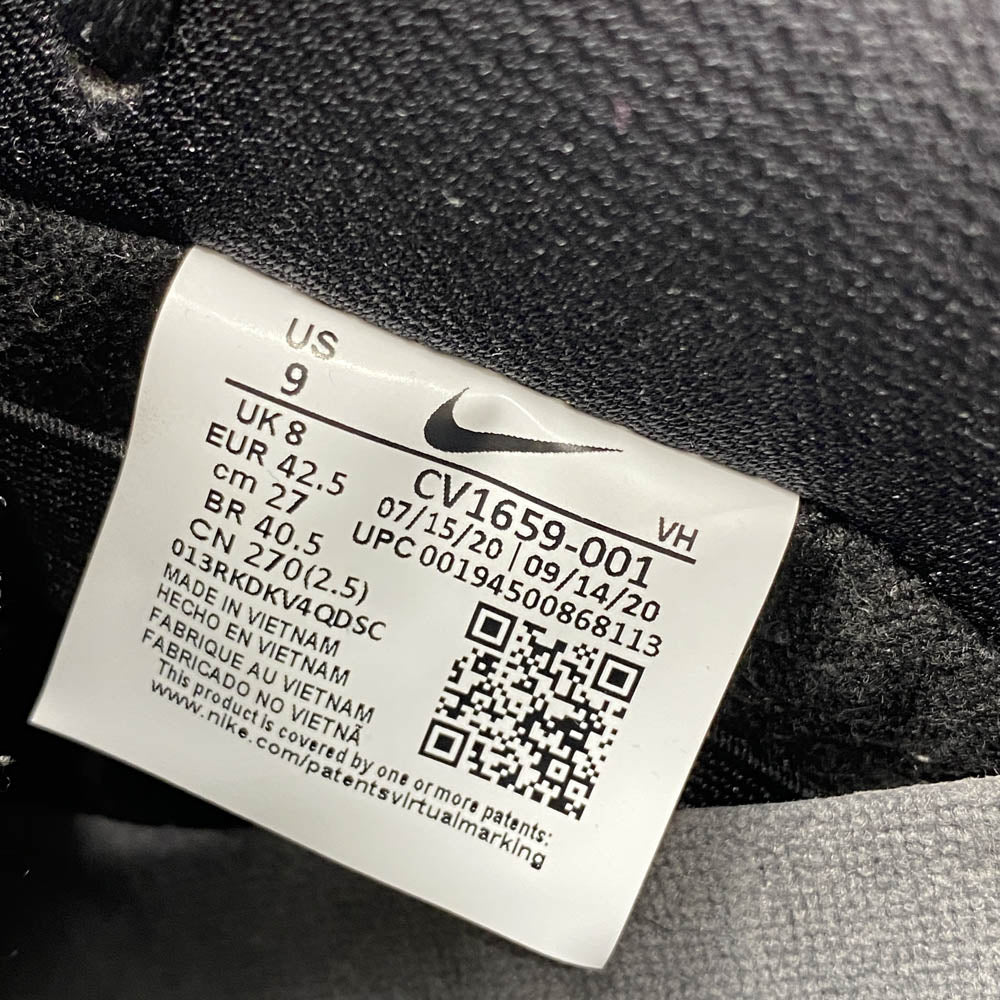 US
9
VH
UK 8
EUR 42.5
cm 27
BR 40.5
CN 270(2.5)
013RKDKV4QDSC
CV1659-001
07/15/20 | 09/14/20
UPC 00194500868113
MADE IN VIETNAM
HECHO EN VIETNAM
FABRIQUE AU VIETNAM
FABRICADO NO VIETNÃ
This product is covered by one or more patents:
www.nike.com/patentsvirtualmarking